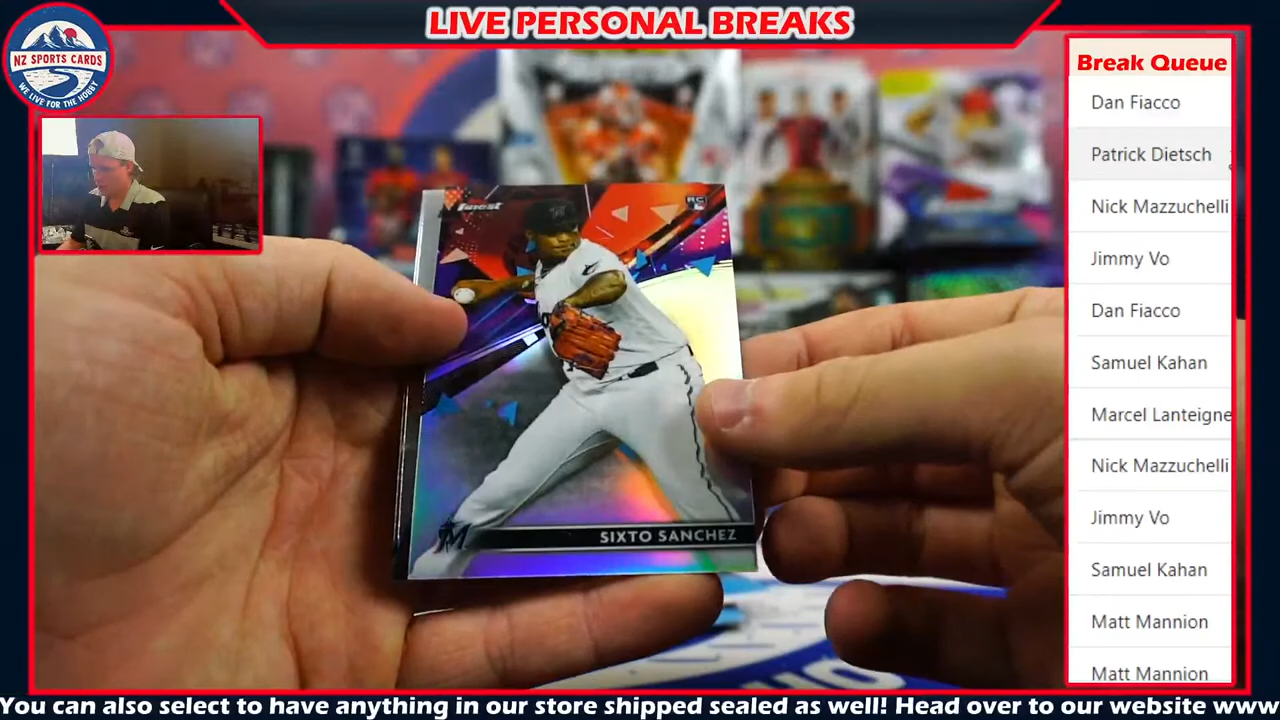 LIVE PERSONAL BREAKS
NZ SPORTS CARDS
WE LIVE FOR THE HOBBY
Break Queue
Dan Fiacco
Patrick Dietsch
Nick Mazzuchelli
Jimmy Vo
Dan Fiacco
Samuel Kahan
Marcel Lanteigne
Nick Mazzuchelli
Jimmy Vo
Samuel Kahan
Matt Mannion
Matt Mannion
finest
RC
M
SIXTO SANCHEZ
You can also select to have anything in our store shipped sealed as well! Head over to our website www